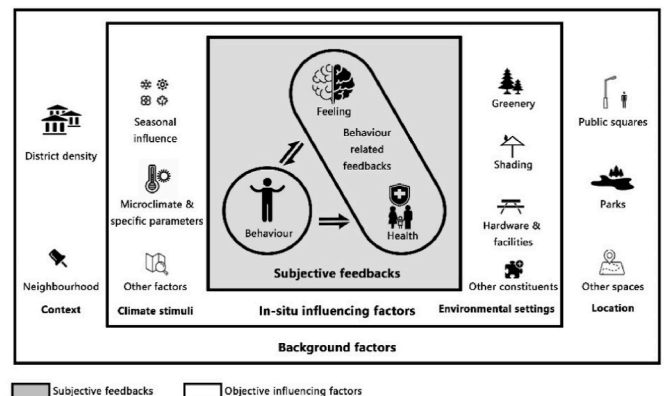 District density
Neighbourhood
Context
Seasonal
influence
Microclimate &
specific parameters
Other factors
Climate stimuli
Feeling
Behaviour
related
feedbacks
Behaviour
Health
Subjective feedbacks
In-situ influencing factors
Greenery
Shading
Hardware &
facilities
Other constituents
Environmental settings
Public squares
Parks
Other spaces
Location
Background factors
Subjective feedbacks
Objective influencing factors